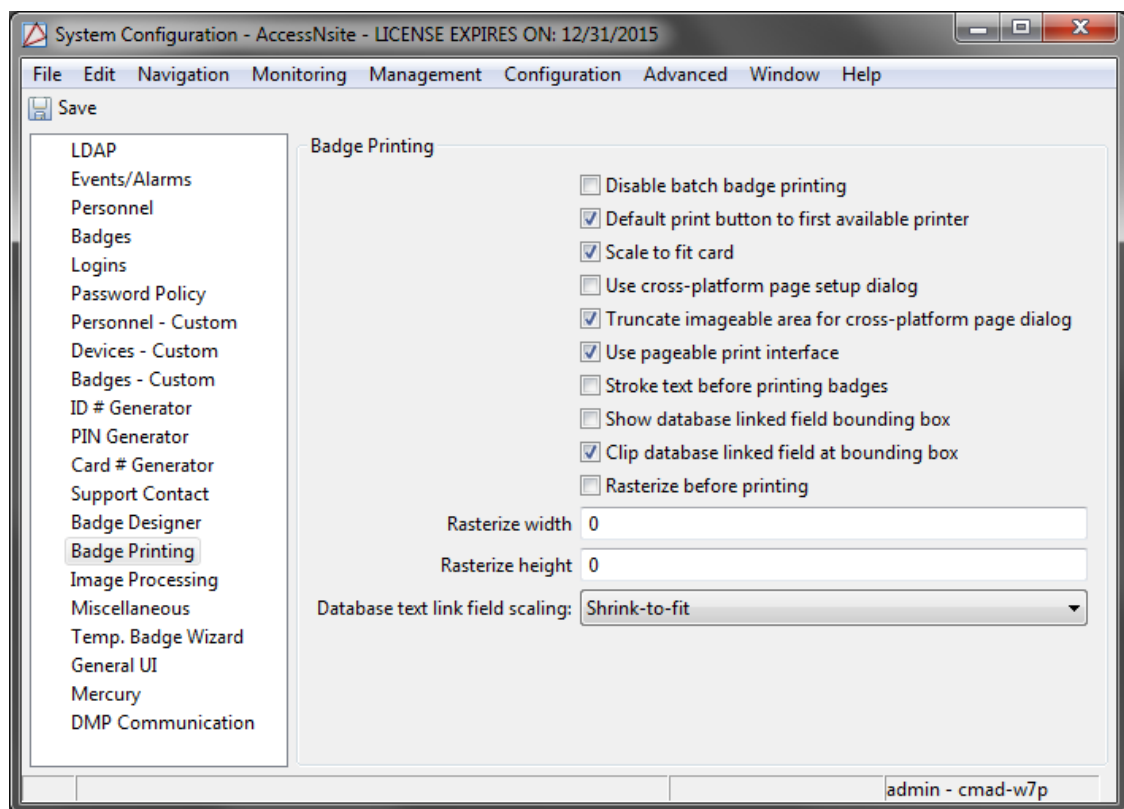 System Configuration - AccessNsite - LICENSE EXPIRES ON: 12/31/2015
File Edit Navigation Monitoring Management Configuration Advanced Window Help
Save
LDAP
Events/Alarms
Personnel
Badges
Logins
Password Policy
Personnel - Custom
Devices - Custom
Badges - Custom
ID # Generator
PIN Generator
Card # Generator
Support Contact
Badge Designer
Badge Printing
Image Processing
Miscellaneous
Temp. Badge Wizard
General UI
Mercury
DMP Communication
Badge Printing
Disable batch badge printing
Default print button to first available printer
Scale to fit card
Use cross-platform page setup dialog
Truncate imageable area for cross-platform page dialog
Use pageable print interface
Stroke text before printing badges
Show database linked field bounding box
Clip database linked field at bounding box
Rasterize before printing
Rasterize width 0
Rasterize height 0
Database text link field scaling: Shrink-to-fit
admin - cmad-w7p